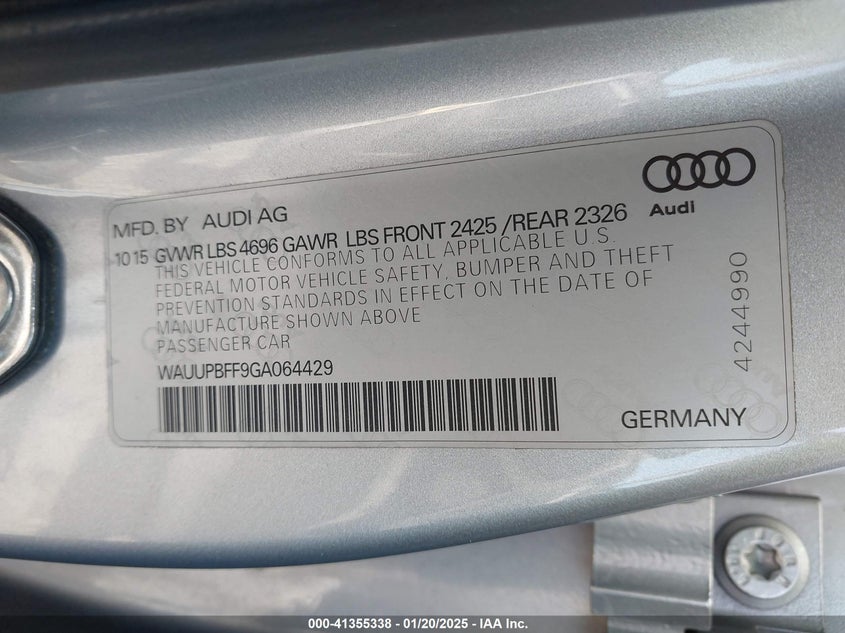 Audi
MFD. BY AUDI AG
10 15 GVWR LBS 4696 GAWR LBS FRONT 2425 /REAR 2326
THIS VEHICLE CONFORMS TO ALL APPLICABLE U.S.
FEDERAL MOTOR VEHICLE SAFETY, BUMPER AND THEFT
PREVENTION STANDARDS IN EFFECT ON THE DATE OF
MANUFACTURE SHOWN ABOVE
PASSENGER CAR
WAUUPBFF9GA064429
GERMANY
4244990
000-41355338 - 01/20/2025 - IAA Inc.